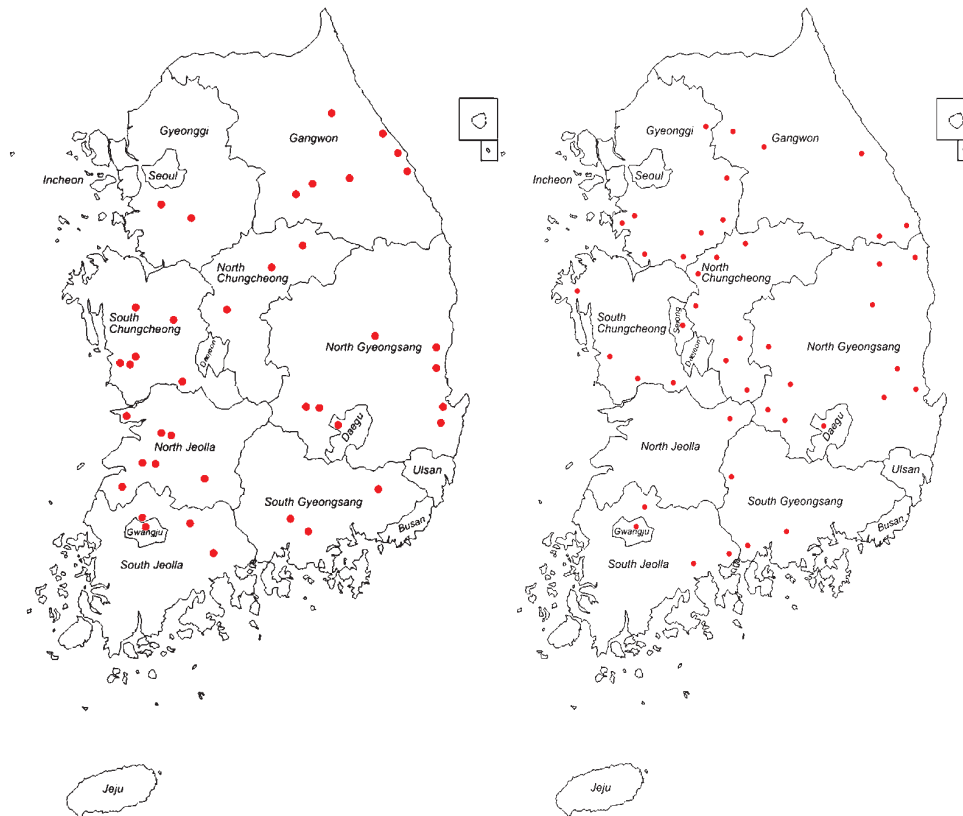 Gyeonggi
Gangwon
Seoul
Incheon
North
Chungcheong
South
Chungcheong
Daejeon
North Gyeongsang
Daegu
North Jeolla
Ulsan
South Gyeongsang
Busan
Gwangju
South Jeolla
Jeju
Gyeonggi
Gangwon
Seoul
Incheon
North
Chungcheong
Sejong
South
Chungcheong
Daejeon
North Gyeongsang
Daegu
North Jeolla
Ulsan
South Gyeongsang
Busan
Gwangju
South Jeolla
Jeju